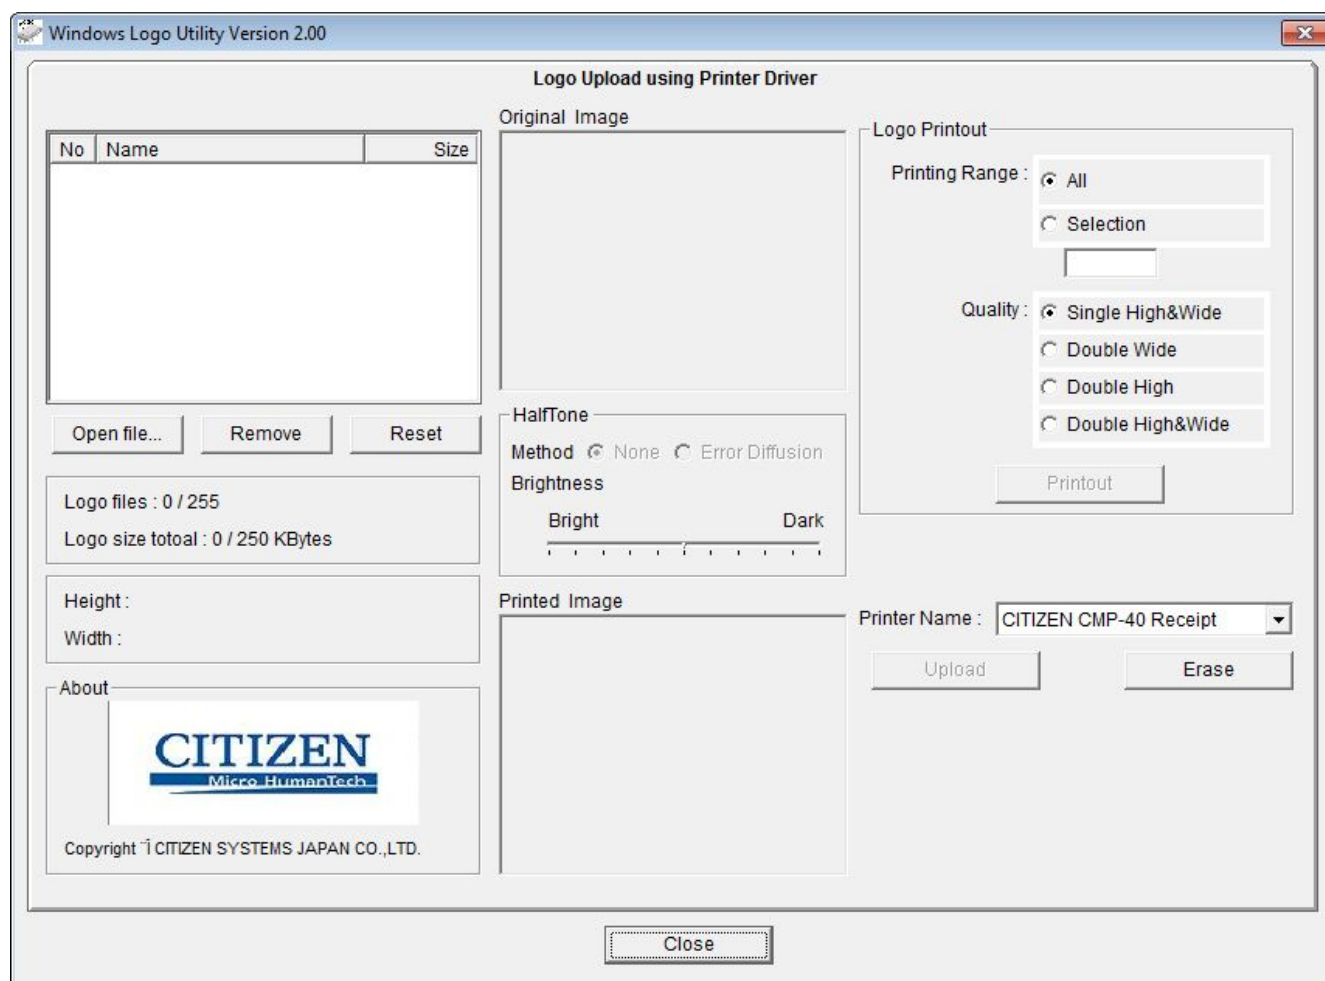 Windows Logo Utility Version 2.00
Logo Upload using Printer Driver
No Name Size
Open file...
Remove
Reset
Logo files : 0 / 255
Logo size totoal : 0 / 250 KBytes
Height :
Width :
About
CITIZEN
Micro HumanTech
Copyright ¨Ï CITIZEN SYSTEMS JAPAN CO.,LTD.
Original Image
HalfTone
Method None Error Diffusion
Brightness
Bright Dark
Printed Image
Logo Printout
Printing Range : All
Selection
Quality : Single High&Wide
Double Wide
Double High
Double High&Wide
Printout
Printer Name : CITIZEN CMP-40 Receipt
Upload
Erase
Close